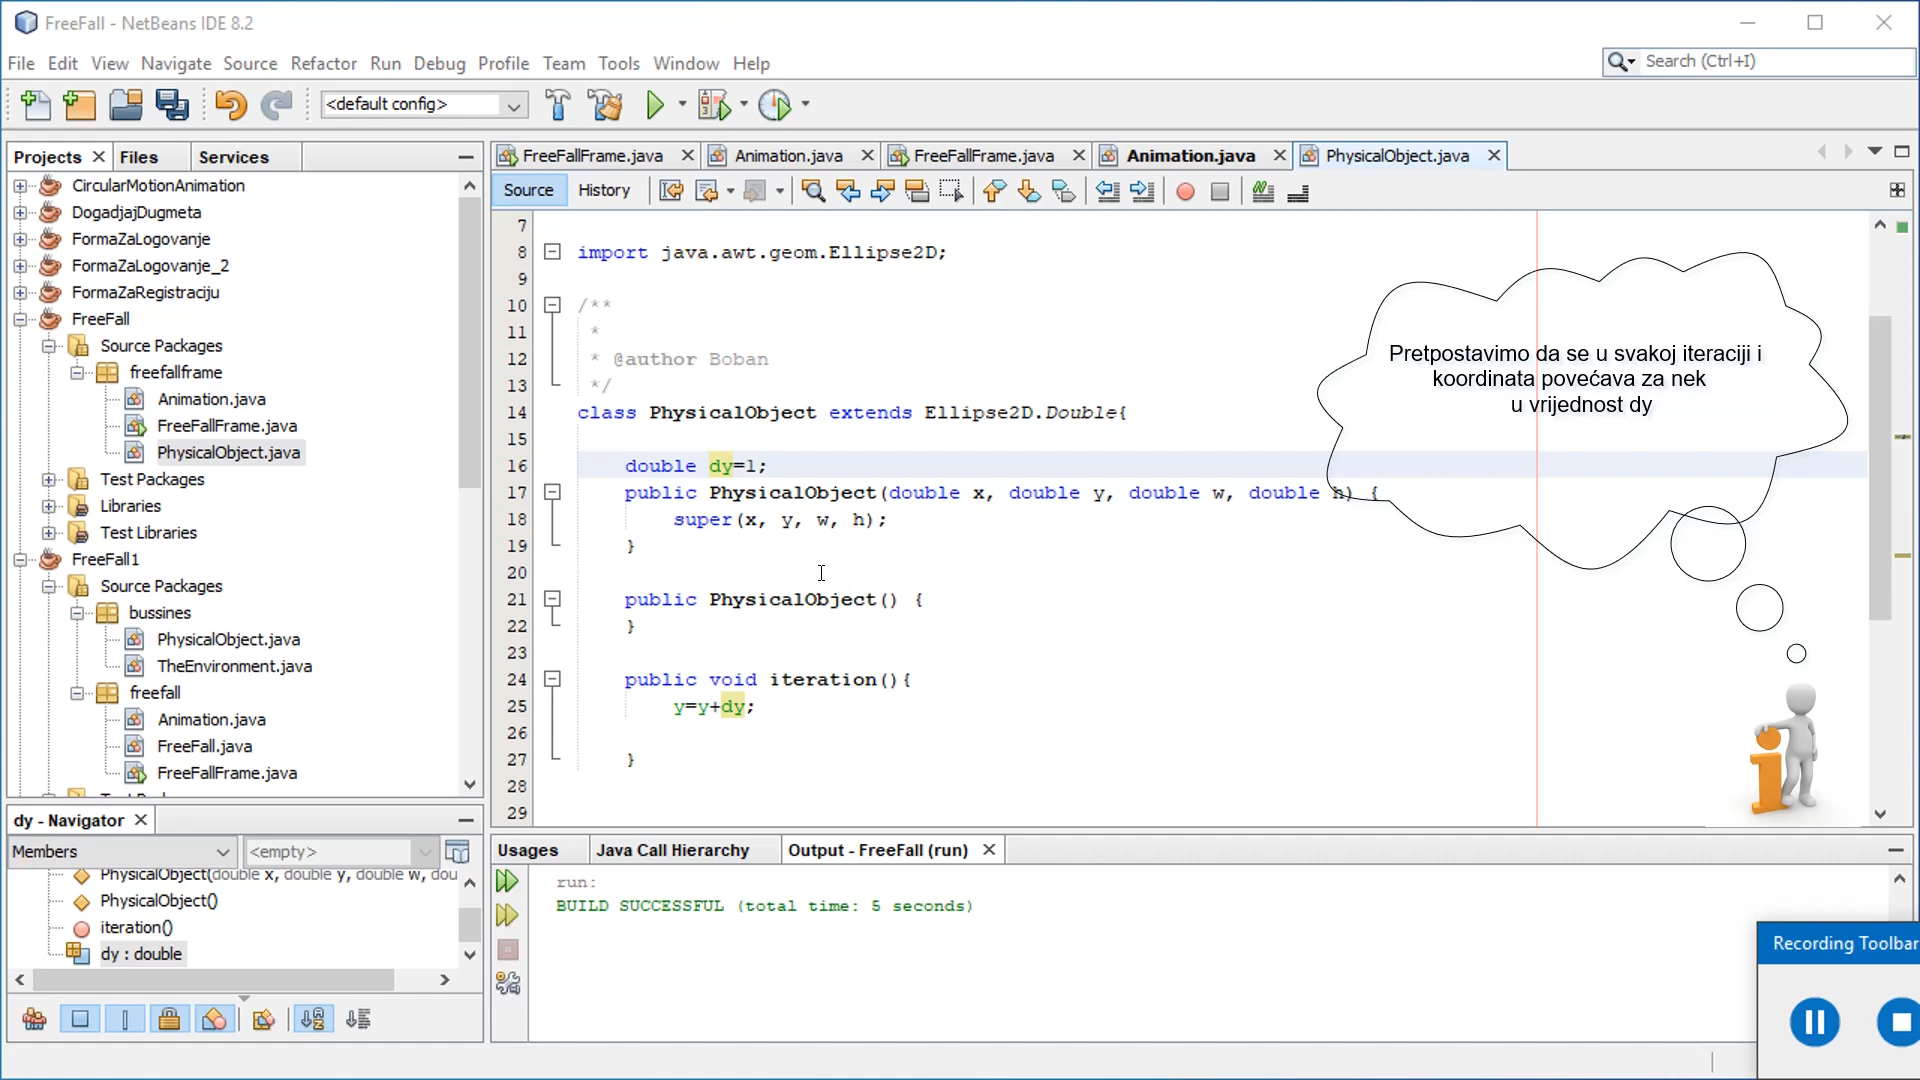 FreeFall - NetBeans IDE 8.2
File Edit View Navigate Source Refactor Run Debug Profile Team Tools Window Help
Search (Ctrl+I)
<default config>
Projects Files Services
CircularMotionAnimation
DogadjajDugmeta
FormaZaLogovanje
FormaZaLogovanje_2
FormaZaRegistraciju
FreeFall
Source Packages
freefallframe
Animation.java
FreeFallFrame.java
PhysicalObject.java
Test Packages
Libraries
Test Libraries
FreeFall1
Source Packages
bussines
PhysicalObject.java
TheEnvironment.java
freefall
Animation.java
FreeFall.java
FreeFallFrame.java
dy - Navigator
Members
<empty>
PhysicalObject(double x, double y, double w, dou
PhysicalObject()
iteration()
dy : double
FreeFallFrame.java Animation.java FreeFallFrame.java Animation.java PhysicalObject.java
Source History
7
8 import java.awt.geom.Ellipse2D;
9
10 /**
11 *
12 * @author Boban
13 */
14 class PhysicalObject extends Ellipse2D.Double{
15
16 double dy=1;
17 public PhysicalObject(double x, double y, double w, double h) {
18 super(x, y, w, h);
19 }
20
21 public PhysicalObject() {
22 }
23
24 public void iteration(){
25 y=y+dy;
26
27 }
28
29
Pretpostavimo da se u svakoj iteraciji i
koordinata povećava za nek
u vrijednost dy
Usages Java Call Hierarchy Output - FreeFall (run)
run:
BUILD SUCCESSFUL (total time: 5 seconds)
Recording Toolbar